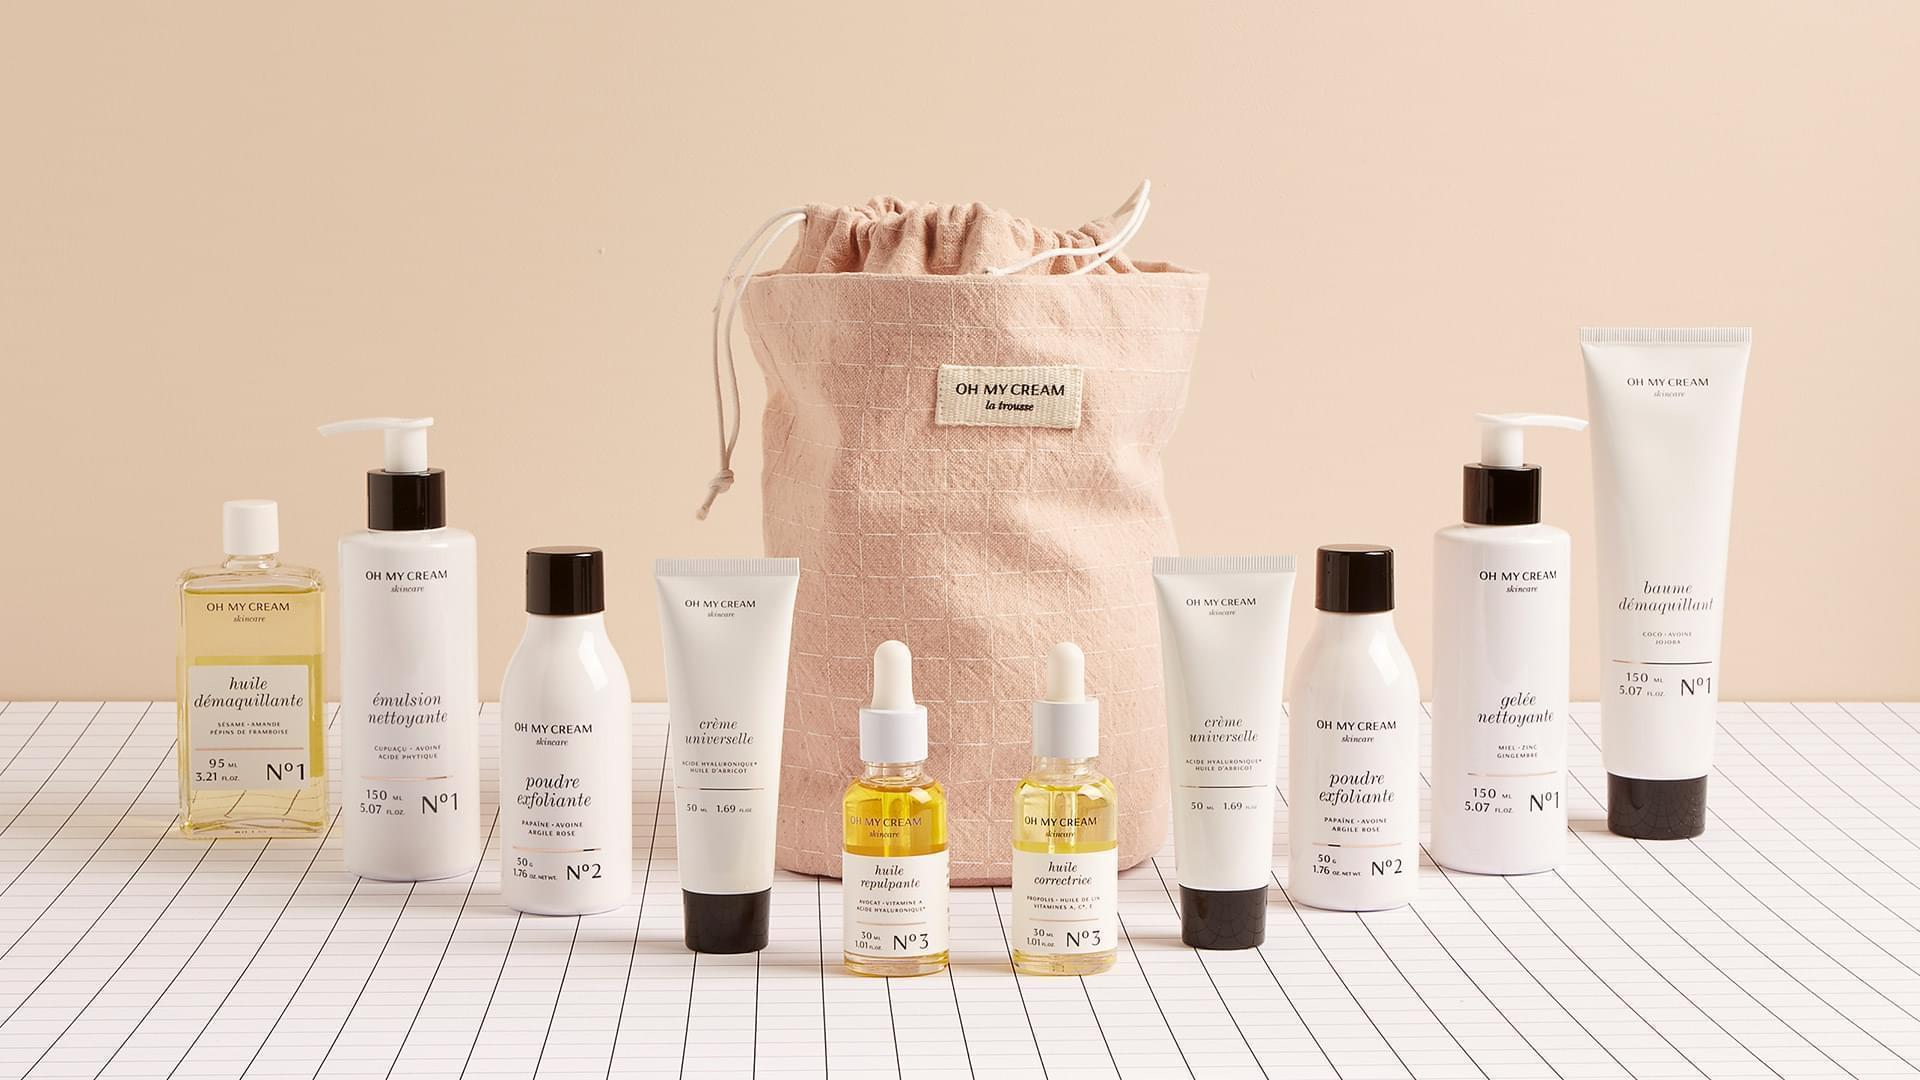 OH MY CREAM
la trousse
OH MY CREAM
skincare
huile
démaquillante
SÉSAME · AMANDE
PÉPINS DE FRAMBOISE
95 ML
3.21 FL.OZ.
Nº1
OH MY CREAM
skincare
émulsion
nettoyante
CUPUAÇU · AVOINE
ACIDE PHYTIQUE
150 ML
5.07 FL.OZ.
Nº1
OH MY CREAM
skincare
poudre
exfoliante
PAPAÏNE · AVOINE
ARGILE ROSE
50 G
1.76 OZ. NET WT.
Nº2
OH MY CREAM
skincare
crème
universelle
ACIDE HYALURONIQUE*
HUILE D'ABRICOT
50 ML 1.69 FL.OZ.
OH MY CREAM
skincare
huile
repulpante
AVOCAT · VITAMINE A
ACIDE HYALURONIQUE*
30 ML
1.01 FL.OZ.
Nº3
OH MY CREAM
skincare
huile
correctrice
PROPOLIS · HUILE DE LIN
VITAMINES A, C*, E
30 ML
1.01 FL.OZ.
Nº3
OH MY CREAM
skincare
crème
universelle
ACIDE HYALURONIQUE*
HUILE D'ABRICOT
50 ML 1.69 FL.OZ.
OH MY CREAM
skincare
poudre
exfoliante
PAPAÏNE · AVOINE
ARGILE ROSE
50 G
1.76 OZ. NET WT.
Nº2
OH MY CREAM
skincare
gelée
nettoyante
MIEL · ZINC
GINGEMBRE
150 ML
5.07 FL.OZ.
Nº1
OH MY CREAM
skincare
baume
démaquillant
COCO · AVOINE
JOJOBA
150 ML
5.07 FL.OZ.
Nº1